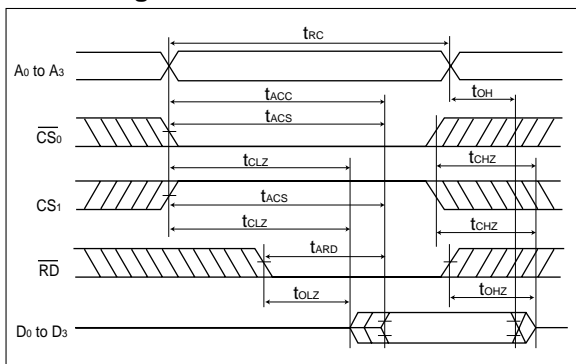 tRC
A0 to A3
tACC
tOH
tACS
CS0
tCLZ
tCHZ
CS1
tACS
tCLZ
tCHZ
tARD
RD
tOLZ
tOHZ
D0 to D3